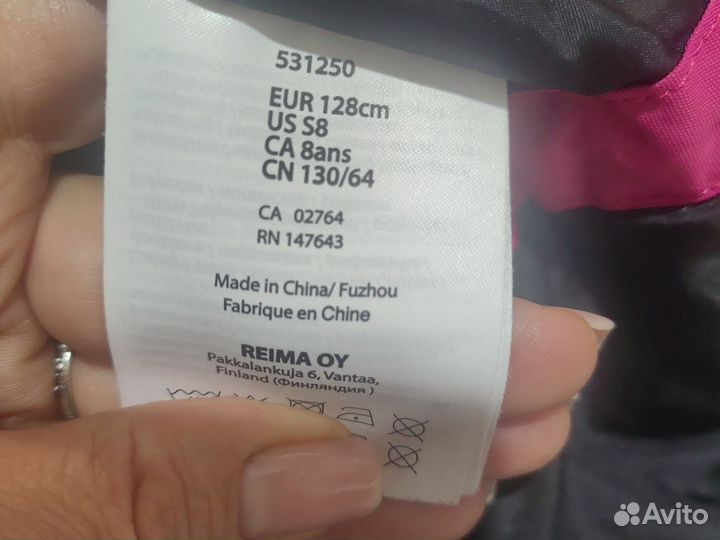 531250
EUR 128cm
US S8
CA 8ans
CN 130/64
CA 02764
RN 147643
Made in China/ Fuzhou
Fabrique en Chine
REIMA OY
Pakkalankuja 6, Vantaa,
Finland (Финляндия )
Avito